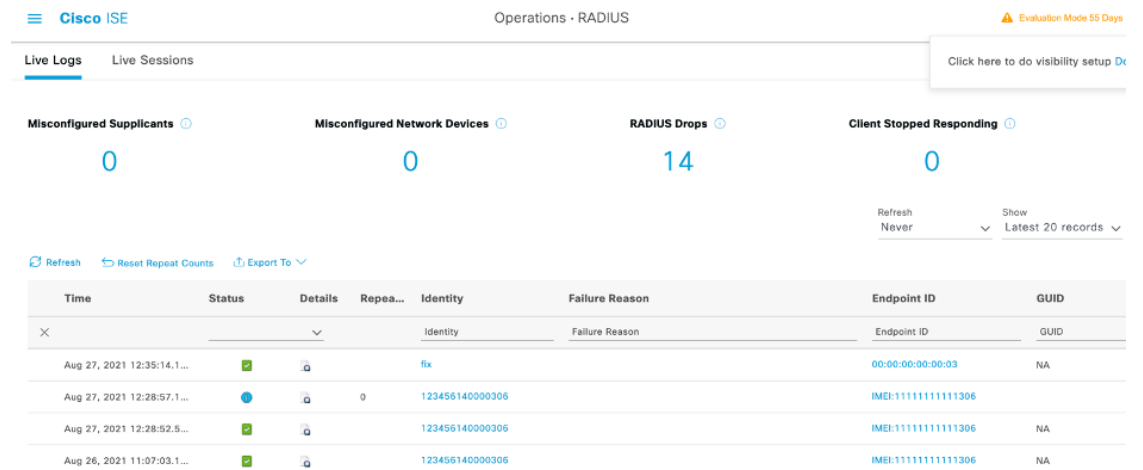 Cisco ISE Operations · RADIUS Evaluation Mode 55 Days
Live Logs Live Sessions Click here to do visibility setup Do
Misconfigured Supplicants Misconfigured Network Devices RADIUS Drops Client Stopped Responding
0 0 14 0
Refresh Show
Never Latest 20 records
Refresh Reset Repeat Counts Export To
Time Status Details Repea... Identity Failure Reason Endpoint ID GUID
Identity Failure Reason Endpoint ID GUID
Aug 27, 2021 12:35:14.1... fix 00:00:00:00:00:03 NA
Aug 27, 2021 12:28:57.1... 0 123456140000306 IMEI:11111111111306
Aug 27, 2021 12:28:52.5... 123456140000306 IMEI:11111111111306 NA
Aug 26, 2021 11:07:03.1... 123456140000306 IMEI:11111111111306 NA